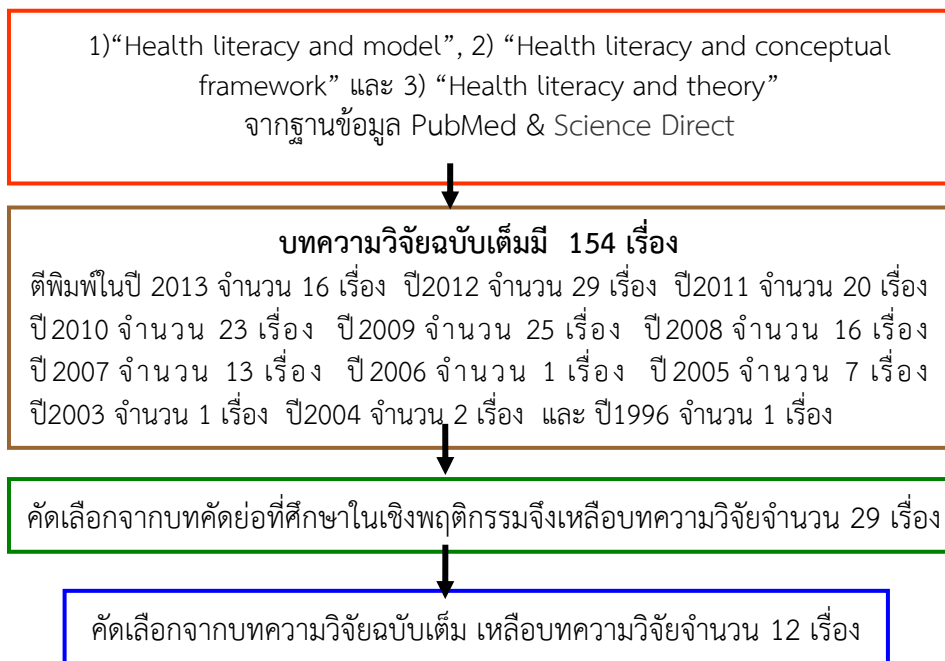 1)“Health literacy and model”, 2) “Health literacy and conceptual
framework” และ 3) “Health literacy and theory”
จากฐานข้อมูล PubMed & Science Direct
บทความวิจัยฉบับเต็มมี 154 เรื่อง
ตีพิมพ์ในปี 2013 จำนวน 16 เรื่อง ปี2012 จำนวน 29 เรื่อง ปี2011 จำนวน 20 เรื่อง
ปี2010 จำนวน 23 เรื่อง ปี2009 จำนวน 25 เรื่อง ปี2008 จำนวน 16 เรื่อง
ปี2007 จำนวน 13 เรื่อง ปี2006 จำนวน 1 เรื่อง ปี2005 จำนวน 7 เรื่อง
ปี2003 จำนวน 1 เรื่อง ปี2004 จำนวน 2 เรื่อง และ ปี1996 จำนวน 1 เรื่อง
คัดเลือกจากบทคัดย่อที่ศึกษาในเชิงพฤติกรรมจึงเหลือบทความวิจัยจำนวน 29 เรื่อง
คัดเลือกจากบทความวิจัยฉบับเต็ม เหลือบทความวิจัยจำนวน 12 เรื่อง